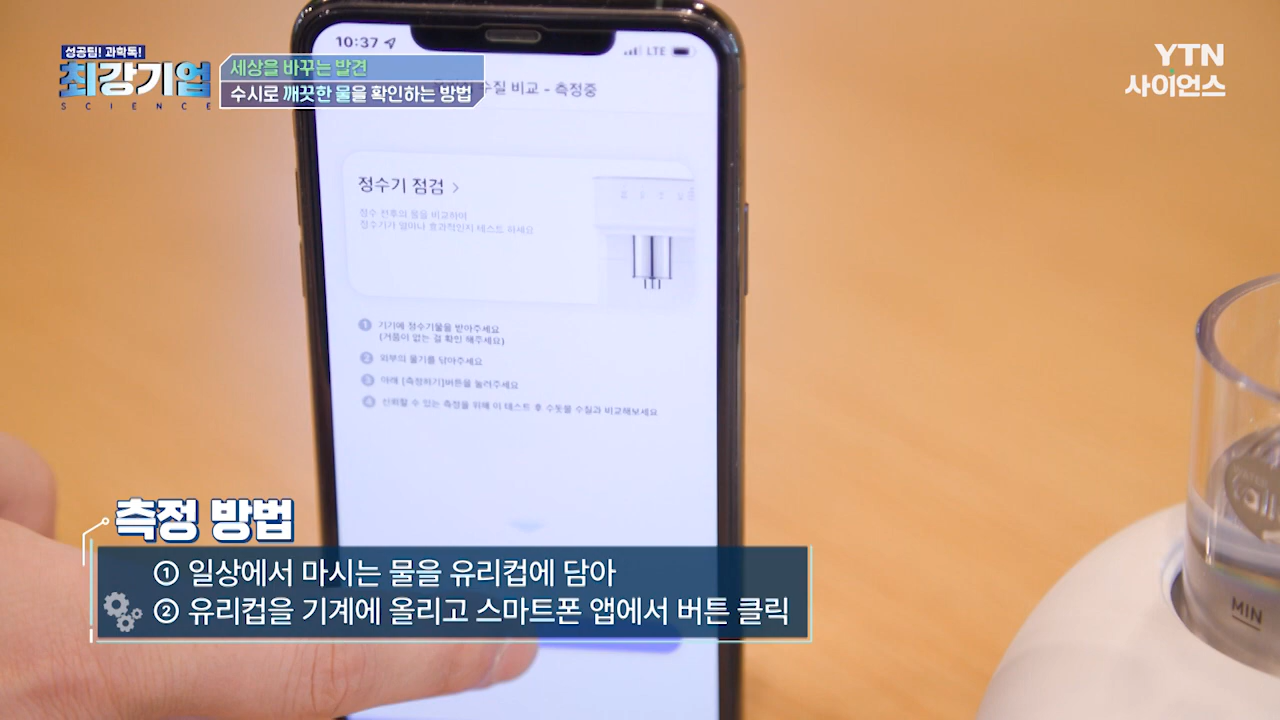 성공팀! 과학톡!
최강기업
SCIENCE
세상을 바꾸는 발견
수시로 깨끗한 물을 확인하는 방법
YTN
사이언스
10:37
LTE
수질 비교 - 측정중
정수기 점검 >
정수 전후의 물을 비교하여
정수기가 얼마나 효과적인지 테스트 하세요
1 기기에 정수기물을 받아주세요
(거품이 없는 걸 확인 해주세요)
2 외부의 물기를 닦아주세요
3 아래 [측정하기]버튼을 눌러주세요
4 신뢰할 수 있는 측정을 위해 이 테스트 후 수돗물 수질과 비교해보세요
측정 방법
① 일상에서 마시는 물을 유리컵에 담아
② 유리컵을 기계에 올리고 스마트폰 앱에서 버튼 클릭
MIN